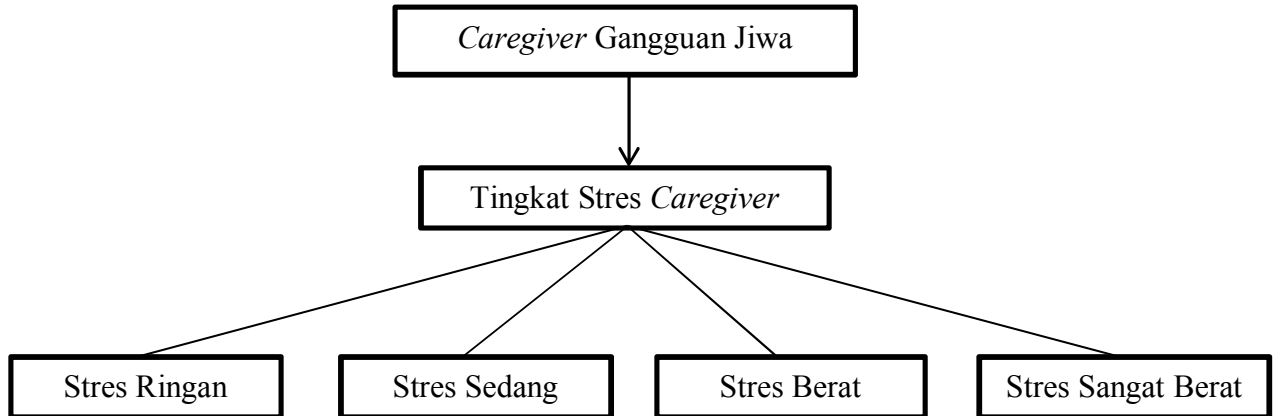 Caregiver Gangguan Jiwa
Tingkat Stres Caregiver
Stres Ringan
Stres Sedang
Stres Berat
Stres Sangat Berat